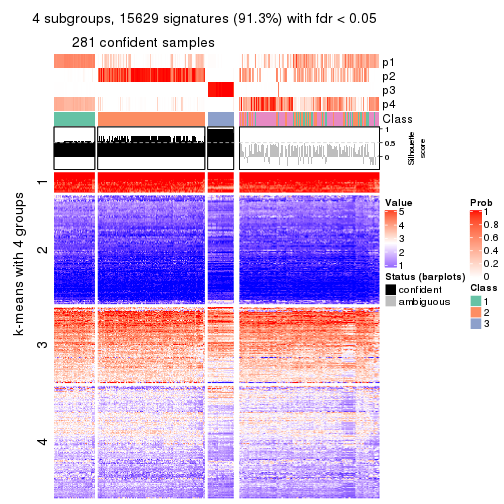 4 subgroups, 15629 signatures (91.3%) with fdr < 0.05
281 confident samples
p1
p2
p3
p4
Class
1
0.5
0
Silhouette
score
k-means with 4 groups
1
2
3
4
Value
5
4
3
2
1
Status (barplots)
confident
ambiguous
Prob
1
0.8
0.6
0.4
0.2
0
Class
1
2
3